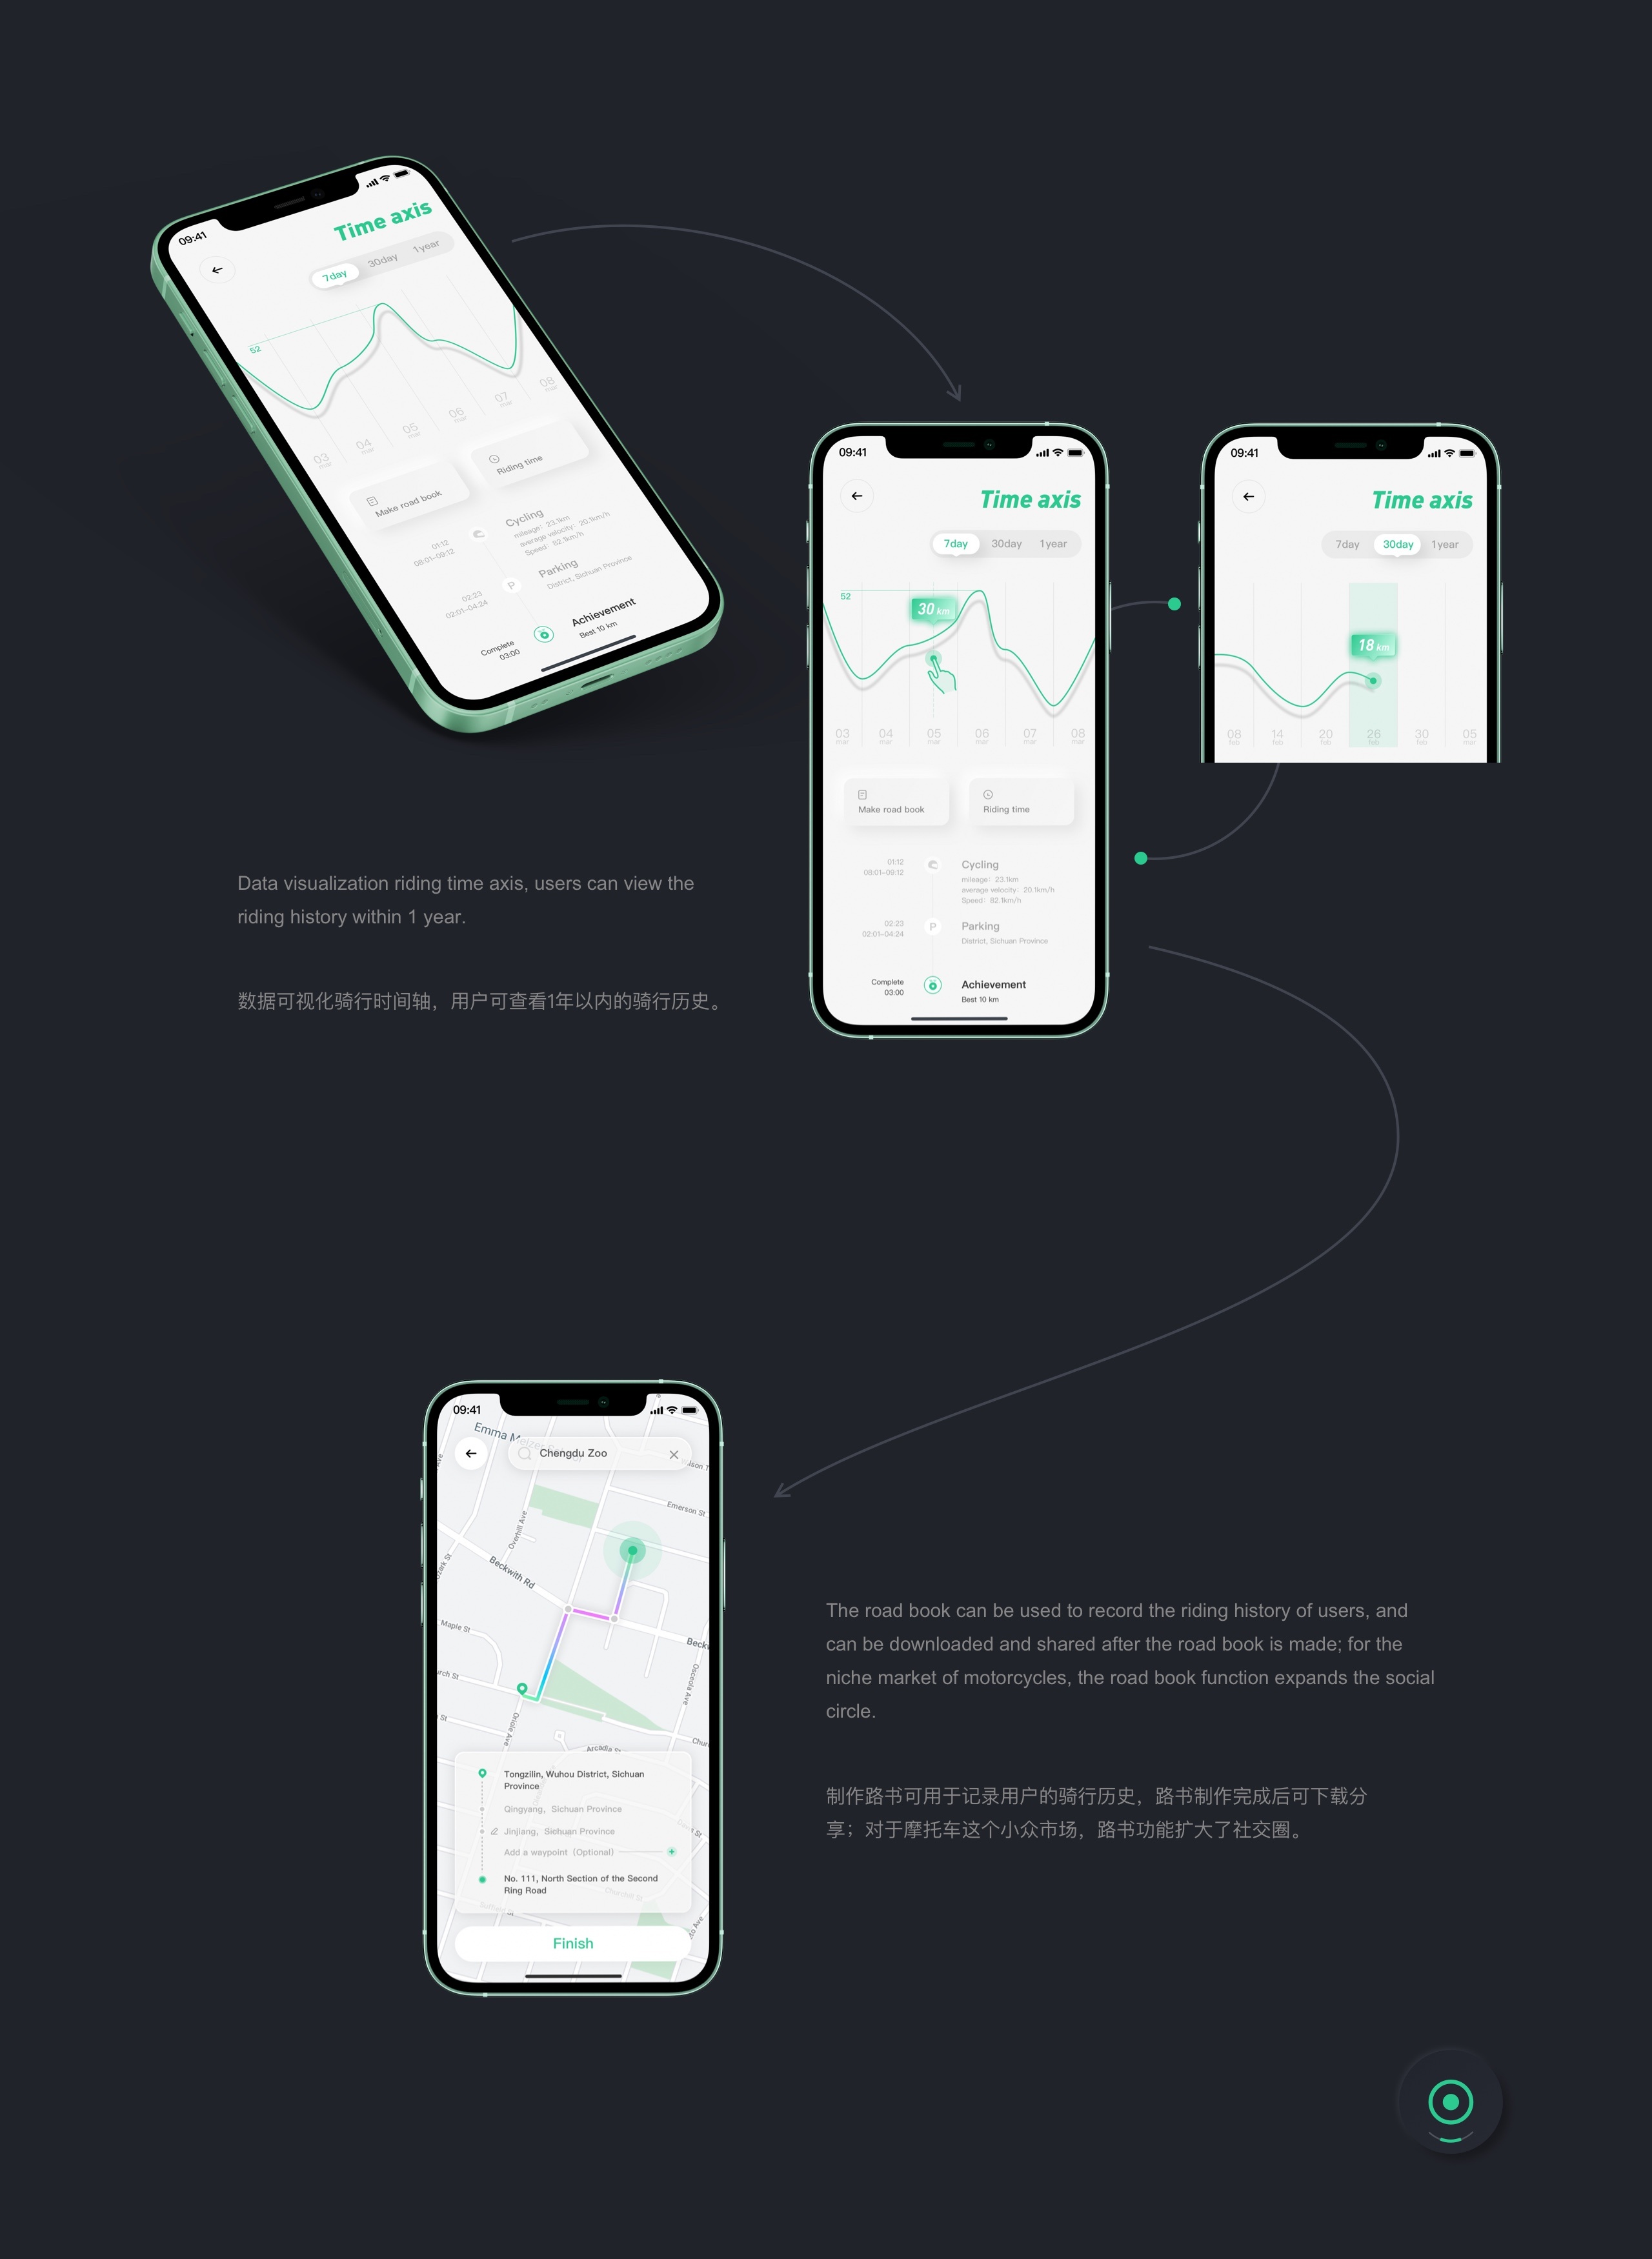 09:41
Time axis
7day 30day 1year
52
03 mar 04 mar 05 mar 06 mar 07 mar 08 mar
Make road book
Riding time
01:12
08:01-09:12
Cycling
mileage: 23.1km
average velocity: 20.1km/h
Speed: 82.1km/h
02:23
02:01-04:24
P
Parking
District, Sichuan Province
Complete
03:00
Achievement
Best 10 km
09:41
Time axis
7day 30day 1year
52
30 km
03 04 05 06 07 08
mar mar mar mar mar mar
Make road book Riding time
01:12
08:01-09:12
Cycling
mileage: 23.1km
average velocity: 20.1km/h
Speed: 82.1km/h
02:23
02:01-04:24
P
Parking
District, Sichuan Province
Complete
03:00
Achievement
Best 10 km
09:41
Time axis
7day 30day 1year
18 km
08 14 20 26 30 05
feb feb feb feb feb mar
Data visualization riding time axis, users can view the
riding history within 1 year.
数据可视化骑行时间轴，用户可查看1年以内的骑行历史。
09:41
Emma Metzer
Chengdu Zoo
Emerson St
Overhill Ave
Beckwith Rd
Maple St
Osceola Ave
Oriole Ave
Arcadia St
Tongzilin, Wuhou District, Sichuan
Province
Qingyang, Sichuan Province
Jinjiang, Sichuan Province
Add a waypoint (Optional)
No. 111, North Section of the Second
Ring Road
Churchill St
Finish
The road book can be used to record the riding history of users, and
can be downloaded and shared after the road book is made; for the
niche market of motorcycles, the road book function expands the social
circle.
制作路书可用于记录用户的骑行历史，路书制作完成后可下载分
享；对于摩托车这个小众市场，路书功能扩大了社交圈。